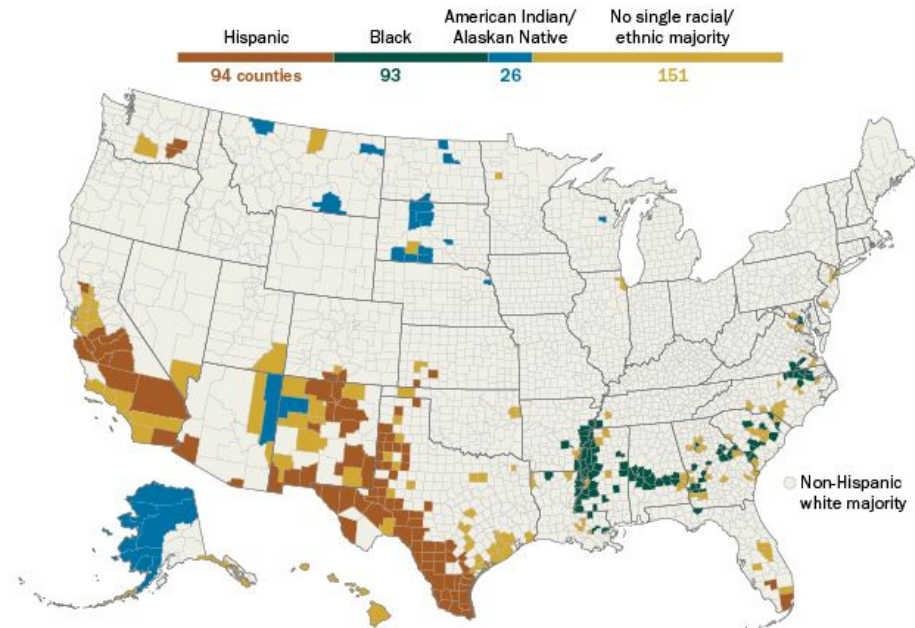 Hispanic
Black
American Indian/
Alaskan Native
No single racial/
ethnic majority
94 counties
93
26
151
Non-Hispanic
white majority